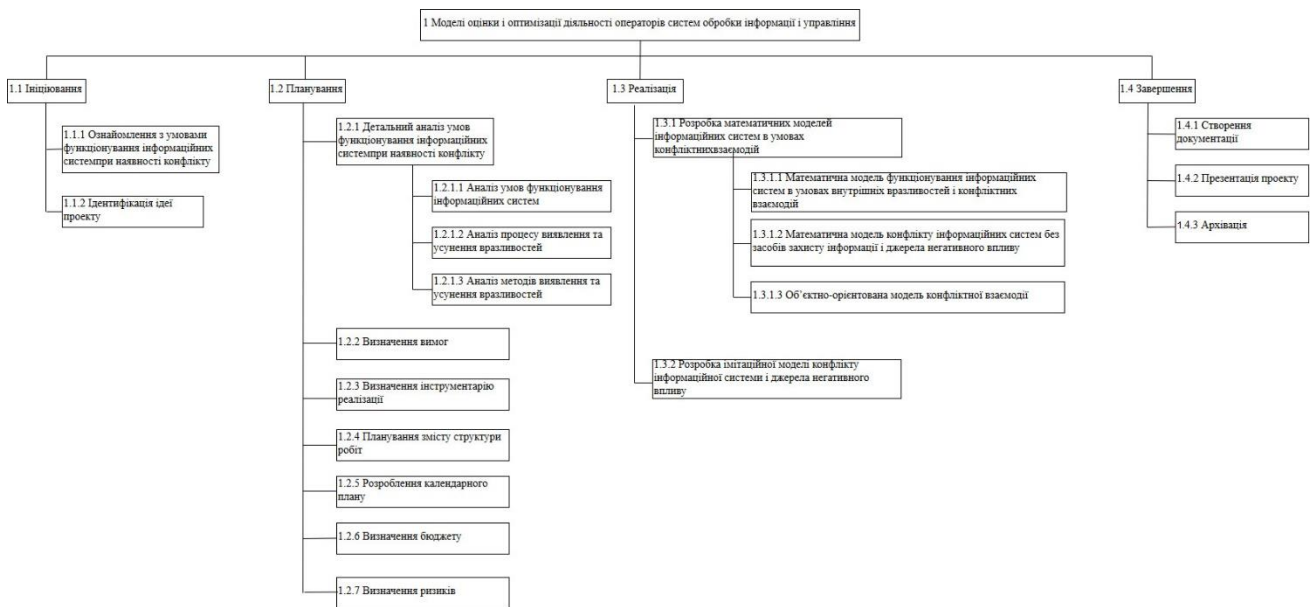 1 Моделі оцінки і оптимізації діяльності операторів систем обробки інформації і управління
1.1 Ініціювання
1.1.1 Ознайомлення з умовами
функціонування інформаційних
системпри наявності конфлікту
1.1.2 Ідентифікація ідеї
проекту
1.2 Планування
1.2.1 Детальний аналіз умов
функціонування інформаційних
системпри наявності конфлікту
1.2.1.1 Аналіз умов функціонування
інформаційних систем
1.2.1.2 Аналіз процесу виявлення та
усунення вразливостей
1.2.1.3 Аналіз методів виявлення та
усунення вразливостей
1.2.2 Визначення вимог
1.2.3 Визначення інструментарію
реалізації
1.2.4 Планування змісту структури
робіт
1.2.5 Розроблення календарного
плану
1.2.6 Визначення бюджету
1.2.7 Визначення ризиків
1.3 Реалізація
1.3.1 Розробка математичних моделей
інформаційних систем в умовах
конфліктнихвзаємодій
1.3.1.1 Математична модель функціонування інформаційних
систем в умовах внутрішніх вразливостей і конфліктних
взаємодій
1.3.1.2 Математична модель конфлікту інформаційних систем без
засобів захисту інформації і джерела негативного впливу
1.3.1.3 Об’єктно-орієнтована модель конфліктної взаємодії
1.3.2 Розробка імітаційної моделі конфлікту
інформаційної системи і джерела негативного
впливу
1.4 Завершення
1.4.1 Створення
документації
1.4.2 Презентація проекту
1.4.3 Архівація